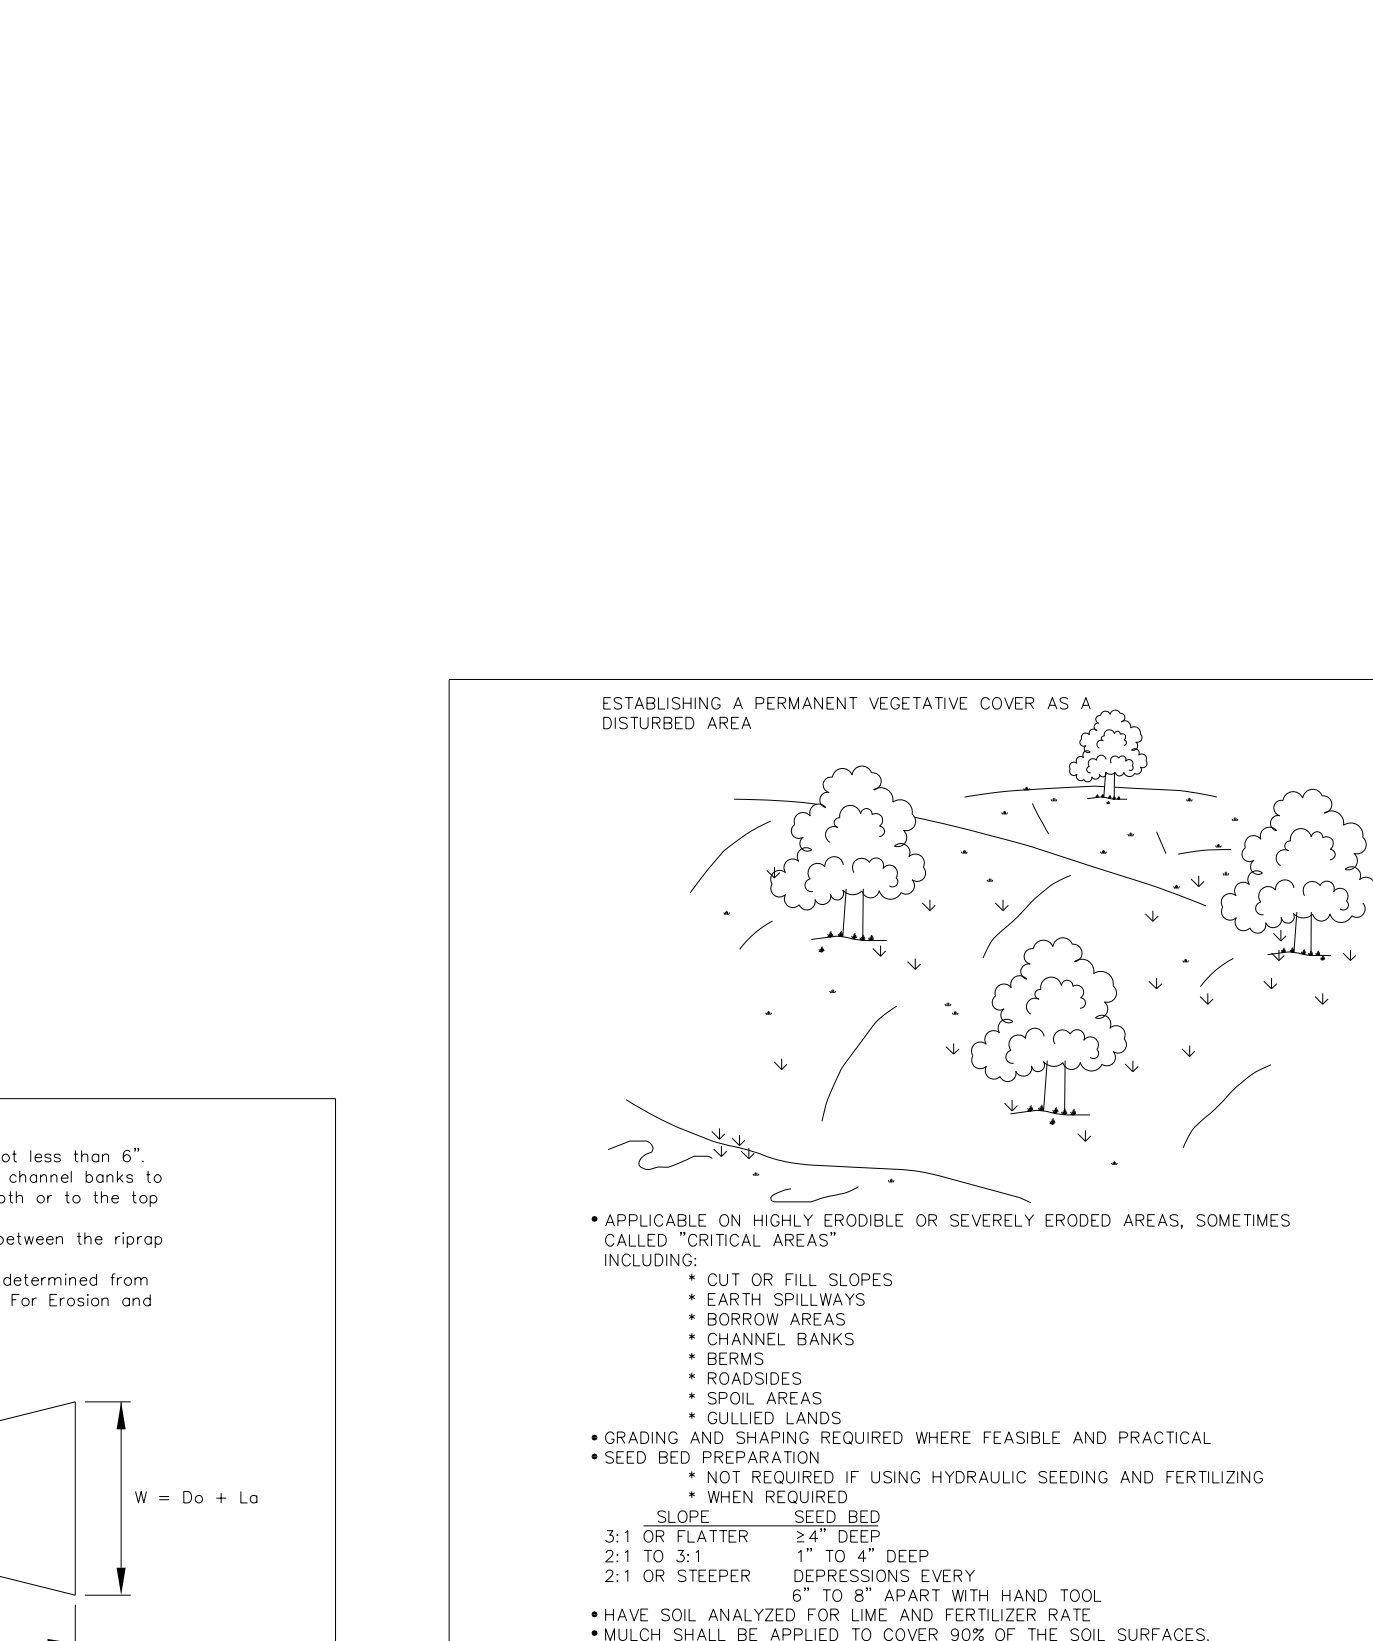 ESTABLISHING A PERMANENT VEGETATIVE COVER AS A
DISTURBED AREA
• APPLICABLE ON HIGHLY ERODIBLE OR SEVERELY ERODED AREAS, SOMETIMES
CALLED "CRITICAL AREAS"
INCLUDING:
* CUT OR FILL SLOPES
* EARTH SPILLWAYS
* BORROW AREAS
* CHANNEL BANKS
* BERMS
* ROADSIDES
* SPOIL AREAS
* GULLIED LANDS
• GRADING AND SHAPING REQUIRED WHERE FEASIBLE AND PRACTICAL
• SEED BED PREPARATION
* NOT REQUIRED IF USING HYDRAULIC SEEDING AND FERTILIZING
* WHEN REQUIRED
SLOPE SEED BED
3:1 OR FLATTER ≥4" DEEP
2:1 TO 3:1 1" TO 4" DEEP
2:1 OR STEEPER DEPRESSIONS EVERY
6" TO 8" APART WITH HAND TOOL
• HAVE SOIL ANALYZED FOR LIME AND FERTILIZER RATE
• MULCH SHALL BE APPLIED TO COVER 90% OF THE SOIL SURFACES.
less than 6".
channel banks to
or to the top
between the riprap
determined from
For Erosion and
W = Do + La